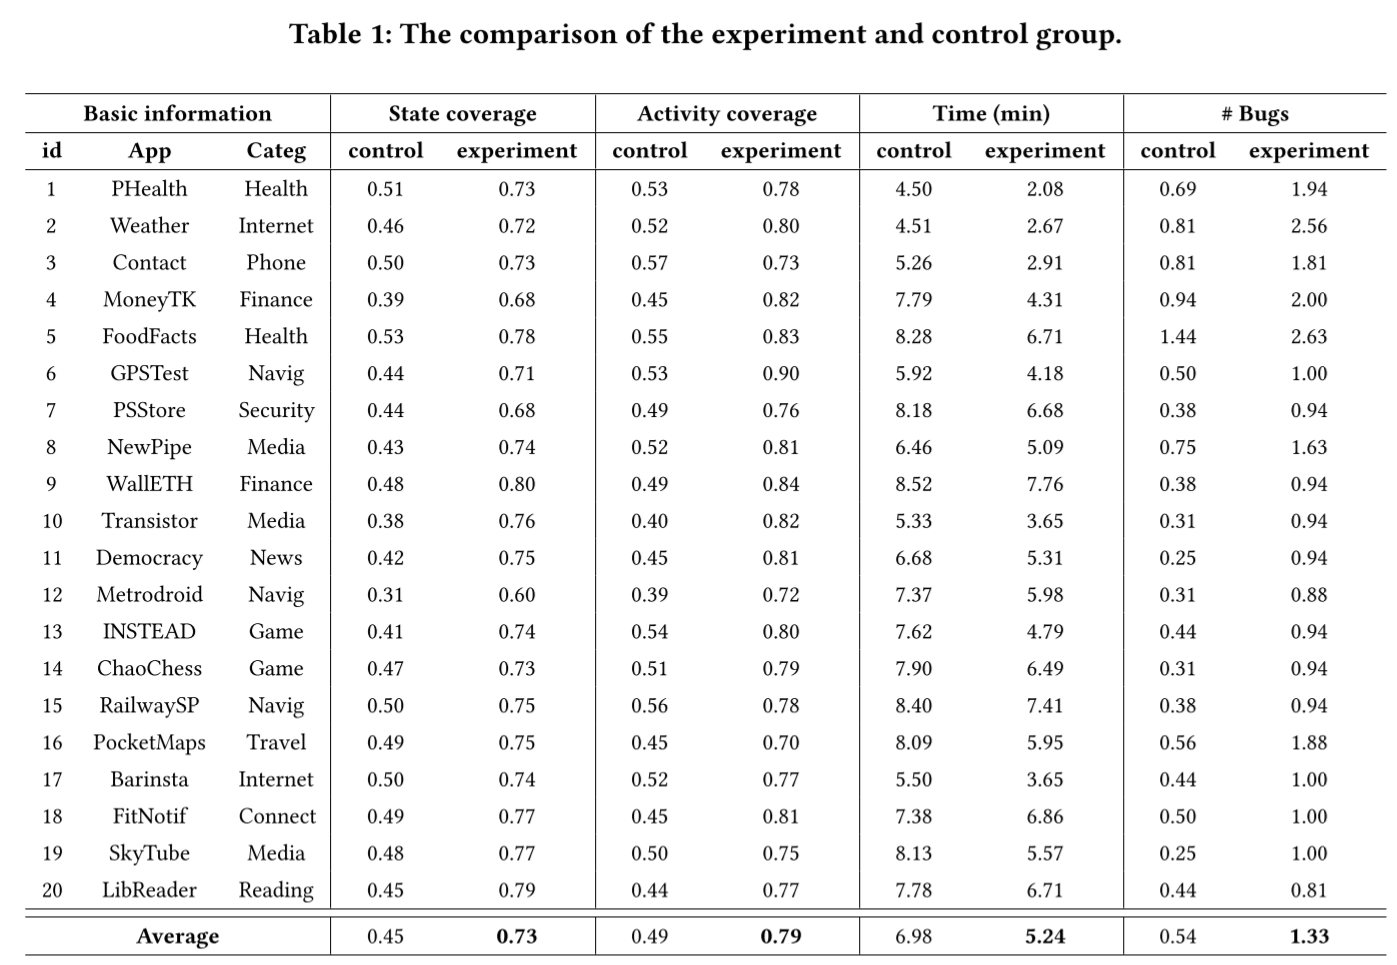 Table 1: The comparison of the experiment and control group.
Basic information State coverage Activity coverage Time (min) # Bugs
id App Categ control experiment control experiment control experiment control experiment
1 PHealth Health 0.51 0.73 0.53 0.78 4.50 2.08 0.69 1.94
2 Weather Internet 0.46 0.72 0.52 0.80 4.51 2.67 0.81 2.56
3 Contact Phone 0.50 0.73 0.57 0.73 5.26 2.91 0.81 1.81
4 MoneyTK Finance 0.39 0.68 0.45 0.82 7.79 4.31 0.94 2.00
5 FoodFacts Health 0.53 0.78 0.55 0.83 8.28 6.71 1.44 2.63
6 GPSTest Navig 0.44 0.71 0.53 0.90 5.92 4.18 0.50 1.00
7 PSStore Security 0.44 0.68 0.49 0.76 8.18 6.68 0.38 0.94
8 NewPipe Media 0.43 0.74 0.52 0.81 6.46 5.09 0.75 1.63
9 WallETH Finance 0.48 0.80 0.49 0.84 8.52 7.76 0.38 0.94
10 Transistor Media 0.38 0.76 0.40 0.82 5.33 3.65 0.31 0.94
11 Democracy News 0.42 0.75 0.45 0.81 6.68 5.31 0.25 0.94
12 Metrodroid Navig 0.31 0.60 0.39 0.72 7.37 5.98 0.31 0.88
13 INSTEAD Game 0.41 0.74 0.54 0.80 7.62 4.79 0.44 0.94
14 ChaoChess Game 0.47 0.73 0.51 0.79 7.90 6.49 0.31 0.94
15 RailwaySP Navig 0.50 0.75 0.56 0.78 8.40 7.41 0.38 0.94
16 PocketMaps Travel 0.49 0.75 0.45 0.70 8.09 5.95 0.56 1.88
17 Barinsta Internet 0.50 0.74 0.52 0.77 5.50 3.65 0.44 1.00
18 FitNotif Connect 0.49 0.77 0.45 0.81 7.38 6.86 0.50 1.00
19 SkyTube Media 0.48 0.77 0.50 0.75 8.13 5.57 0.25 1.00
20 LibReader Reading 0.45 0.79 0.44 0.77 7.78 6.71 0.44 0.81
Average 0.45 0.73 0.49 0.79 6.98 5.24 0.54 1.33